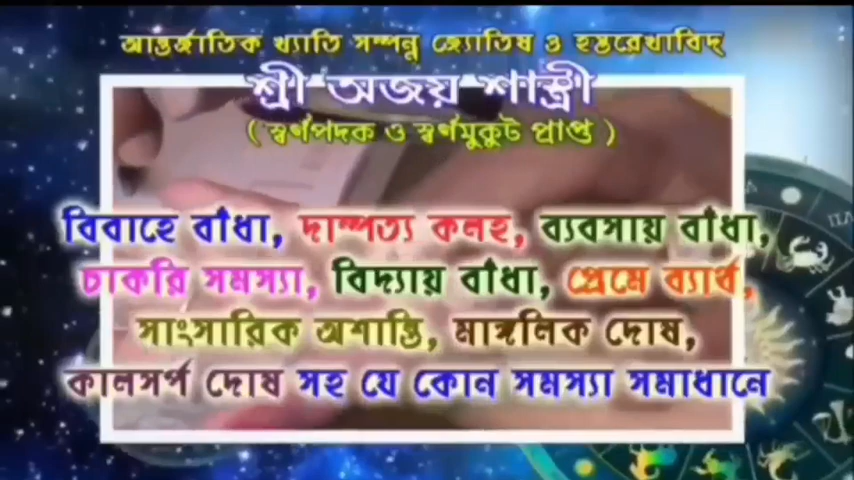 আন্তর্জাতিক খ্যাতি সম্পন্ন জ্যোতিষ ও হস্তরেখাবিদ্
শ্রী অজয় শাস্ত্রী
( স্বর্ণপদক ও স্বর্ণমুকুট প্রাপ্ত )
বিবাহে বাঁধা, দাম্পত্য কলহ, ব্যবসায় বাঁধা,
চাকরি সমস্যা, বিদ্যায় বাঁধা, প্রেমে ব্যার্থ,
সাংসারিক অশান্তি, মাঙ্গলিক দোষ,
কালসর্প দোষ সহ যে কোন সমস্যা সমাধানে